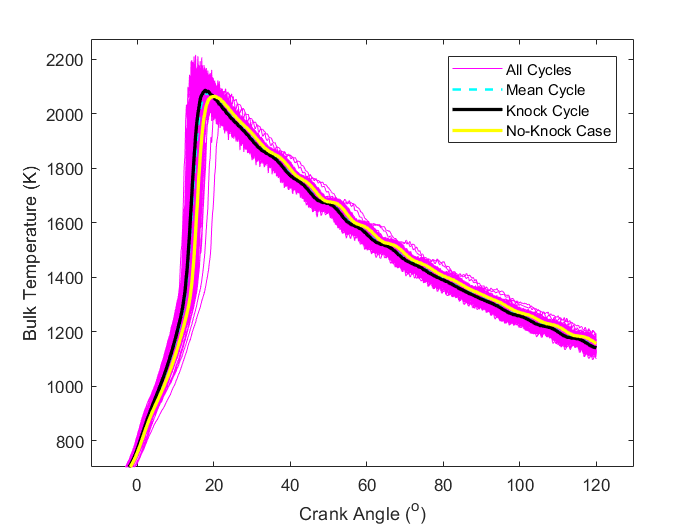 2200
2000
1800
1600
1400
1200
1000
800
Bulk Temperature (K)
All Cycles
Mean Cycle
Knock Cycle
No-Knock Case
0 20 40 60 80 100 120
Crank Angle (°)